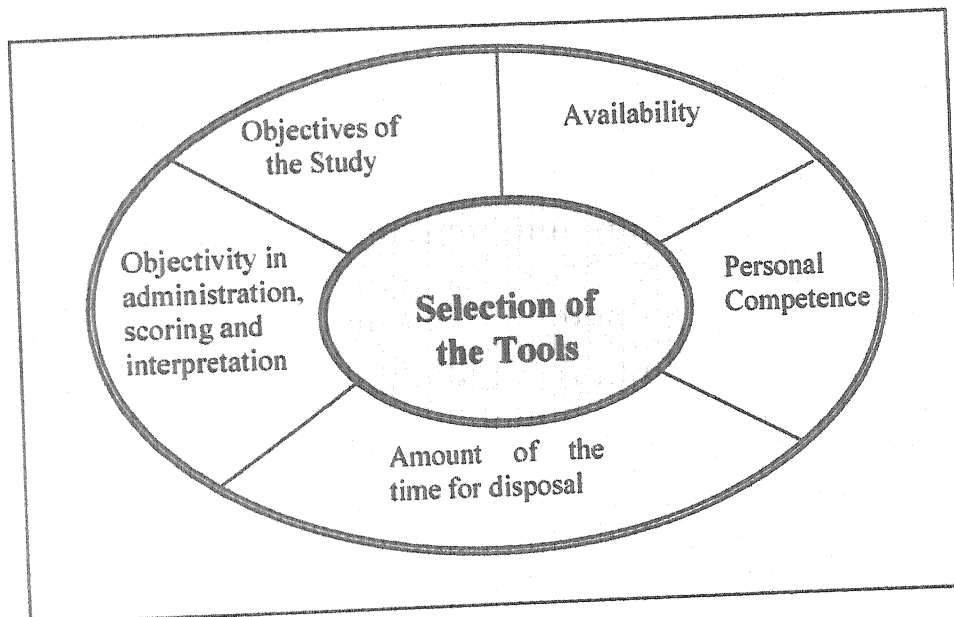 Objectives of
the Study
Availability
Objectivity in
administration,
scoring and
interpretation
Selection of
the Tools
Personal
Competence
Amount of the
time for disposal